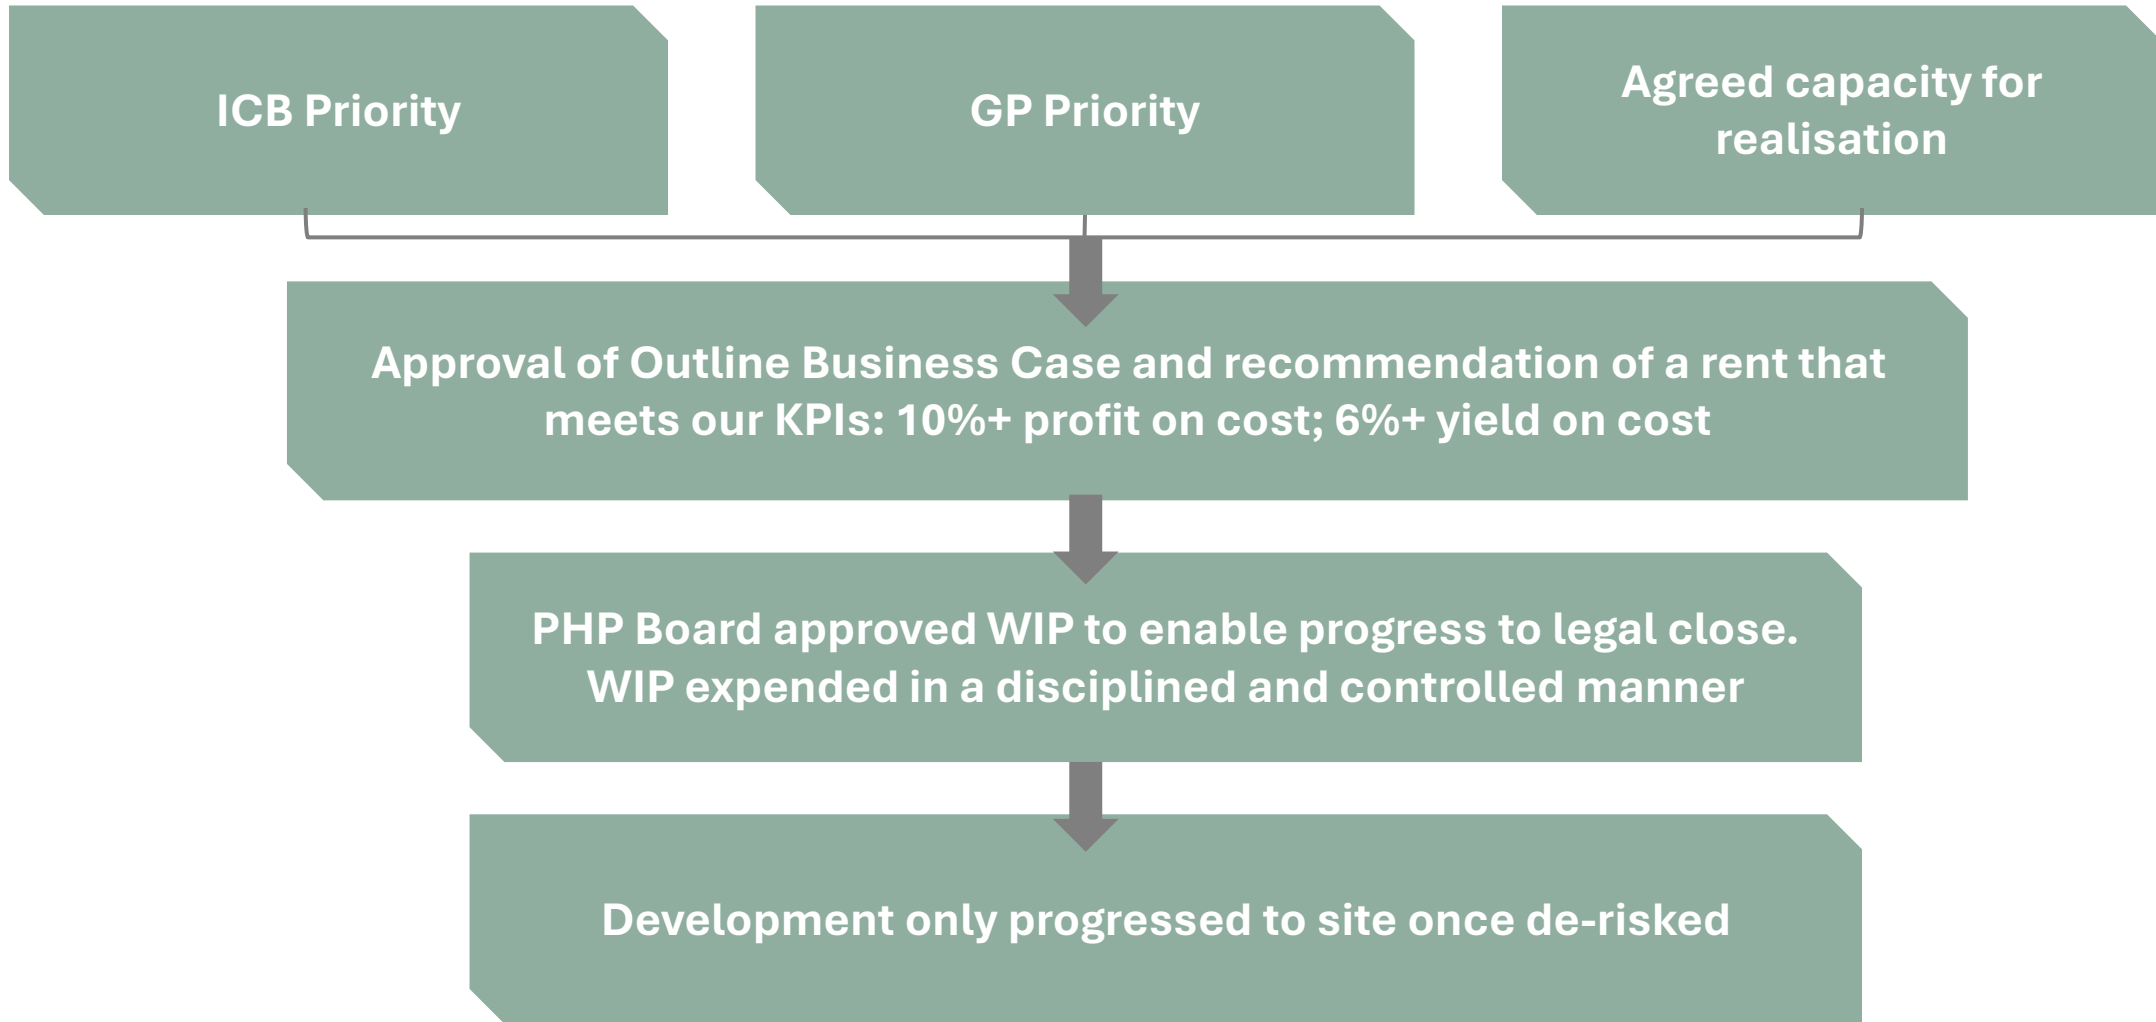 ICB Priority
GP Priority
Agreed capacity for
realisation
Approval of Outline Business Case and recommendation of a rent that
meets our KPIs: 10%+ profit on cost; 6%+ yield on cost
PHP Board approved WIP to enable progress to legal close.
WIP expended in a disciplined and controlled manner
Development only progressed to site once de-risked